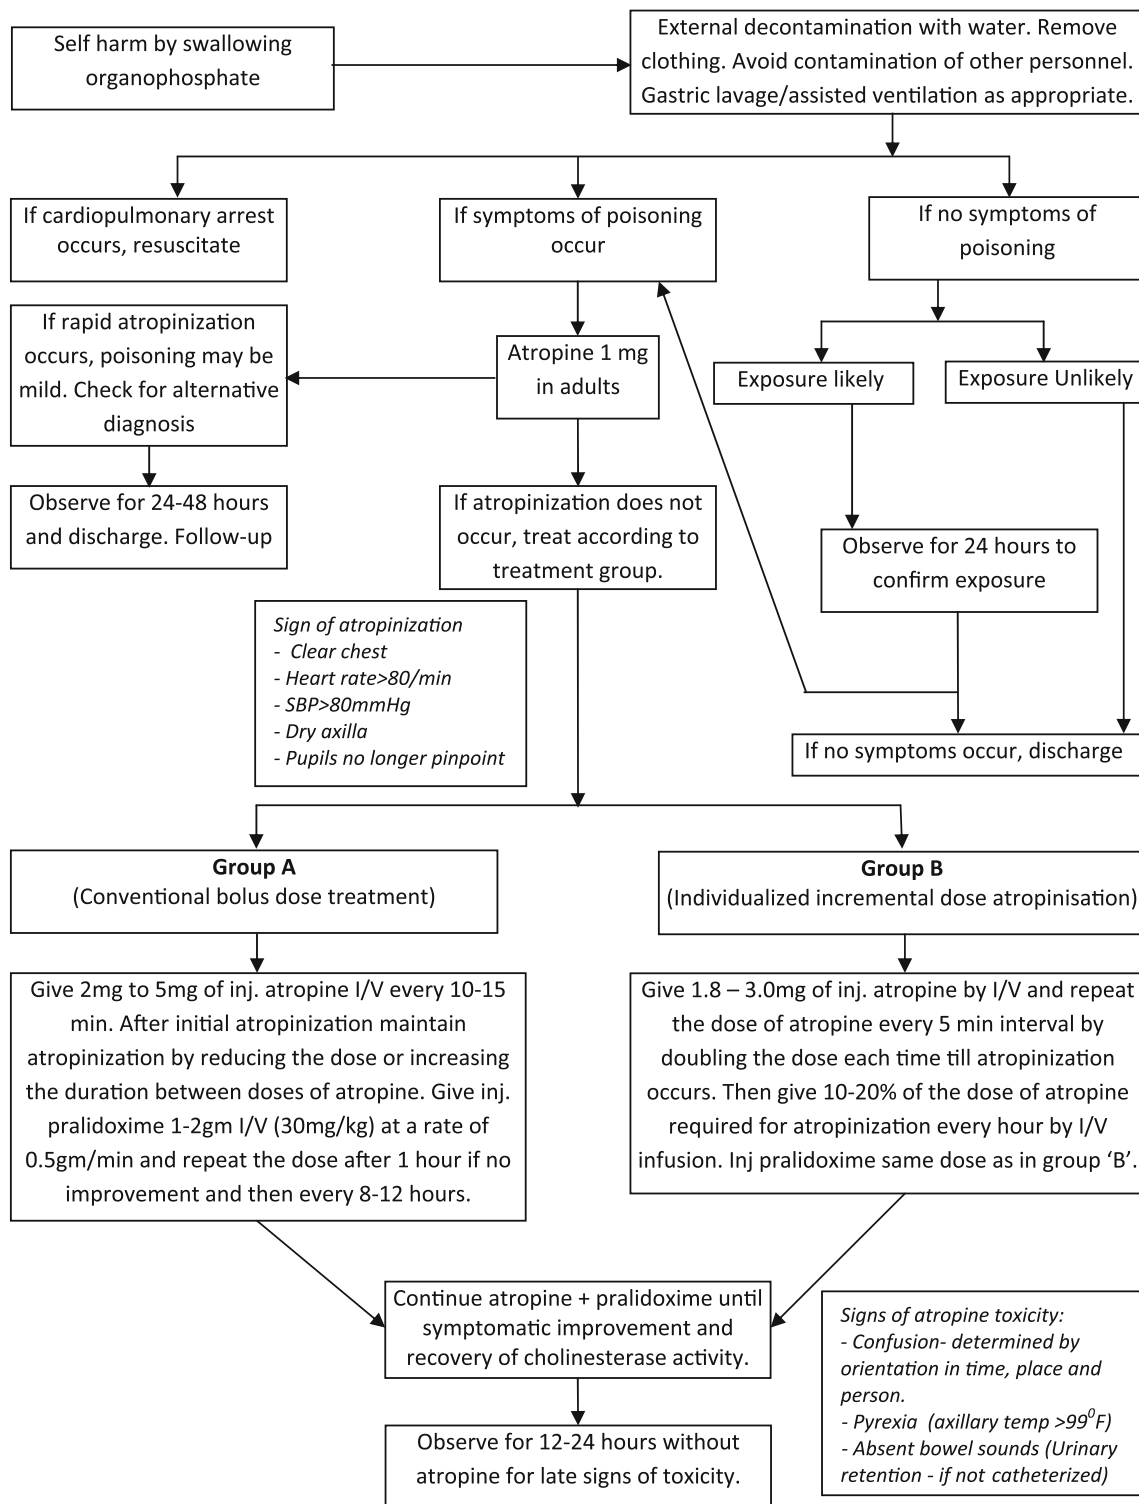 Self harm by swallowing
organophosphate
External decontamination with water. Remove
clothing. Avoid contamination of other personnel.
Gastric lavage/assisted ventilation as appropriate.
If cardiopulmonary arrest
occurs, resuscitate
If symptoms of poisoning
occur
If no symptoms of
poisoning
If rapid atropinization
occurs, poisoning may be
mild. Check for alternative
diagnosis
Atropine 1 mg
in adults
Exposure likely
Exposure Unlikely
Observe for 24-48 hours
and discharge. Follow-up
If atropinization does not
occur, treat according to
treatment group.
Observe for 24 hours to
confirm exposure
Sign of atropinization
- Clear chest
- Heart rate>80/min
- SBP>80mmHg
- Dry axilla
- Pupils no longer pinpoint
If no symptoms occur, discharge
Group A
(Conventional bolus dose treatment)
Group B
(Individualized incremental dose atropinisation)
Give 2mg to 5mg of inj. atropine I/V every 10-15
min. After initial atropinization maintain
atropinization by reducing the dose or increasing
the duration between doses of atropine. Give inj.
pralidoxime 1-2gm I/V (30mg/kg) at a rate of
0.5gm/min and repeat the dose after 1 hour if no
improvement and then every 8-12 hours.
Give 1.8 – 3.0mg of inj. atropine by I/V and repeat
the dose of atropine every 5 min interval by
doubling the dose each time till atropinization
occurs. Then give 10-20% of the dose of atropine
required for atropinization every hour by I/V
infusion. Inj pralidoxime same dose as in group ‘B’.
Continue atropine + pralidoxime until
symptomatic improvement and
recovery of cholinesterase activity.
Observe for 12-24 hours without
atropine for late signs of toxicity.
Signs of atropine toxicity:
- Confusion- determined by
orientation in time, place and
person.
- Pyrexia (axillary temp >99⁰F)
- Absent bowel sounds (Urinary
retention - if not catheterized)